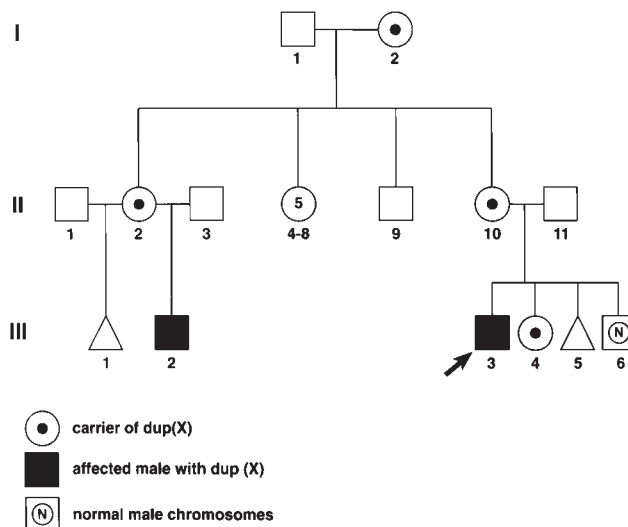 I
1 2
5
II
1 2 3 4-8 9 10 11
III
1 2 3 4 5 6
N
carrier of dup(X)
affected male with dup (X)
N normal male chromosomes